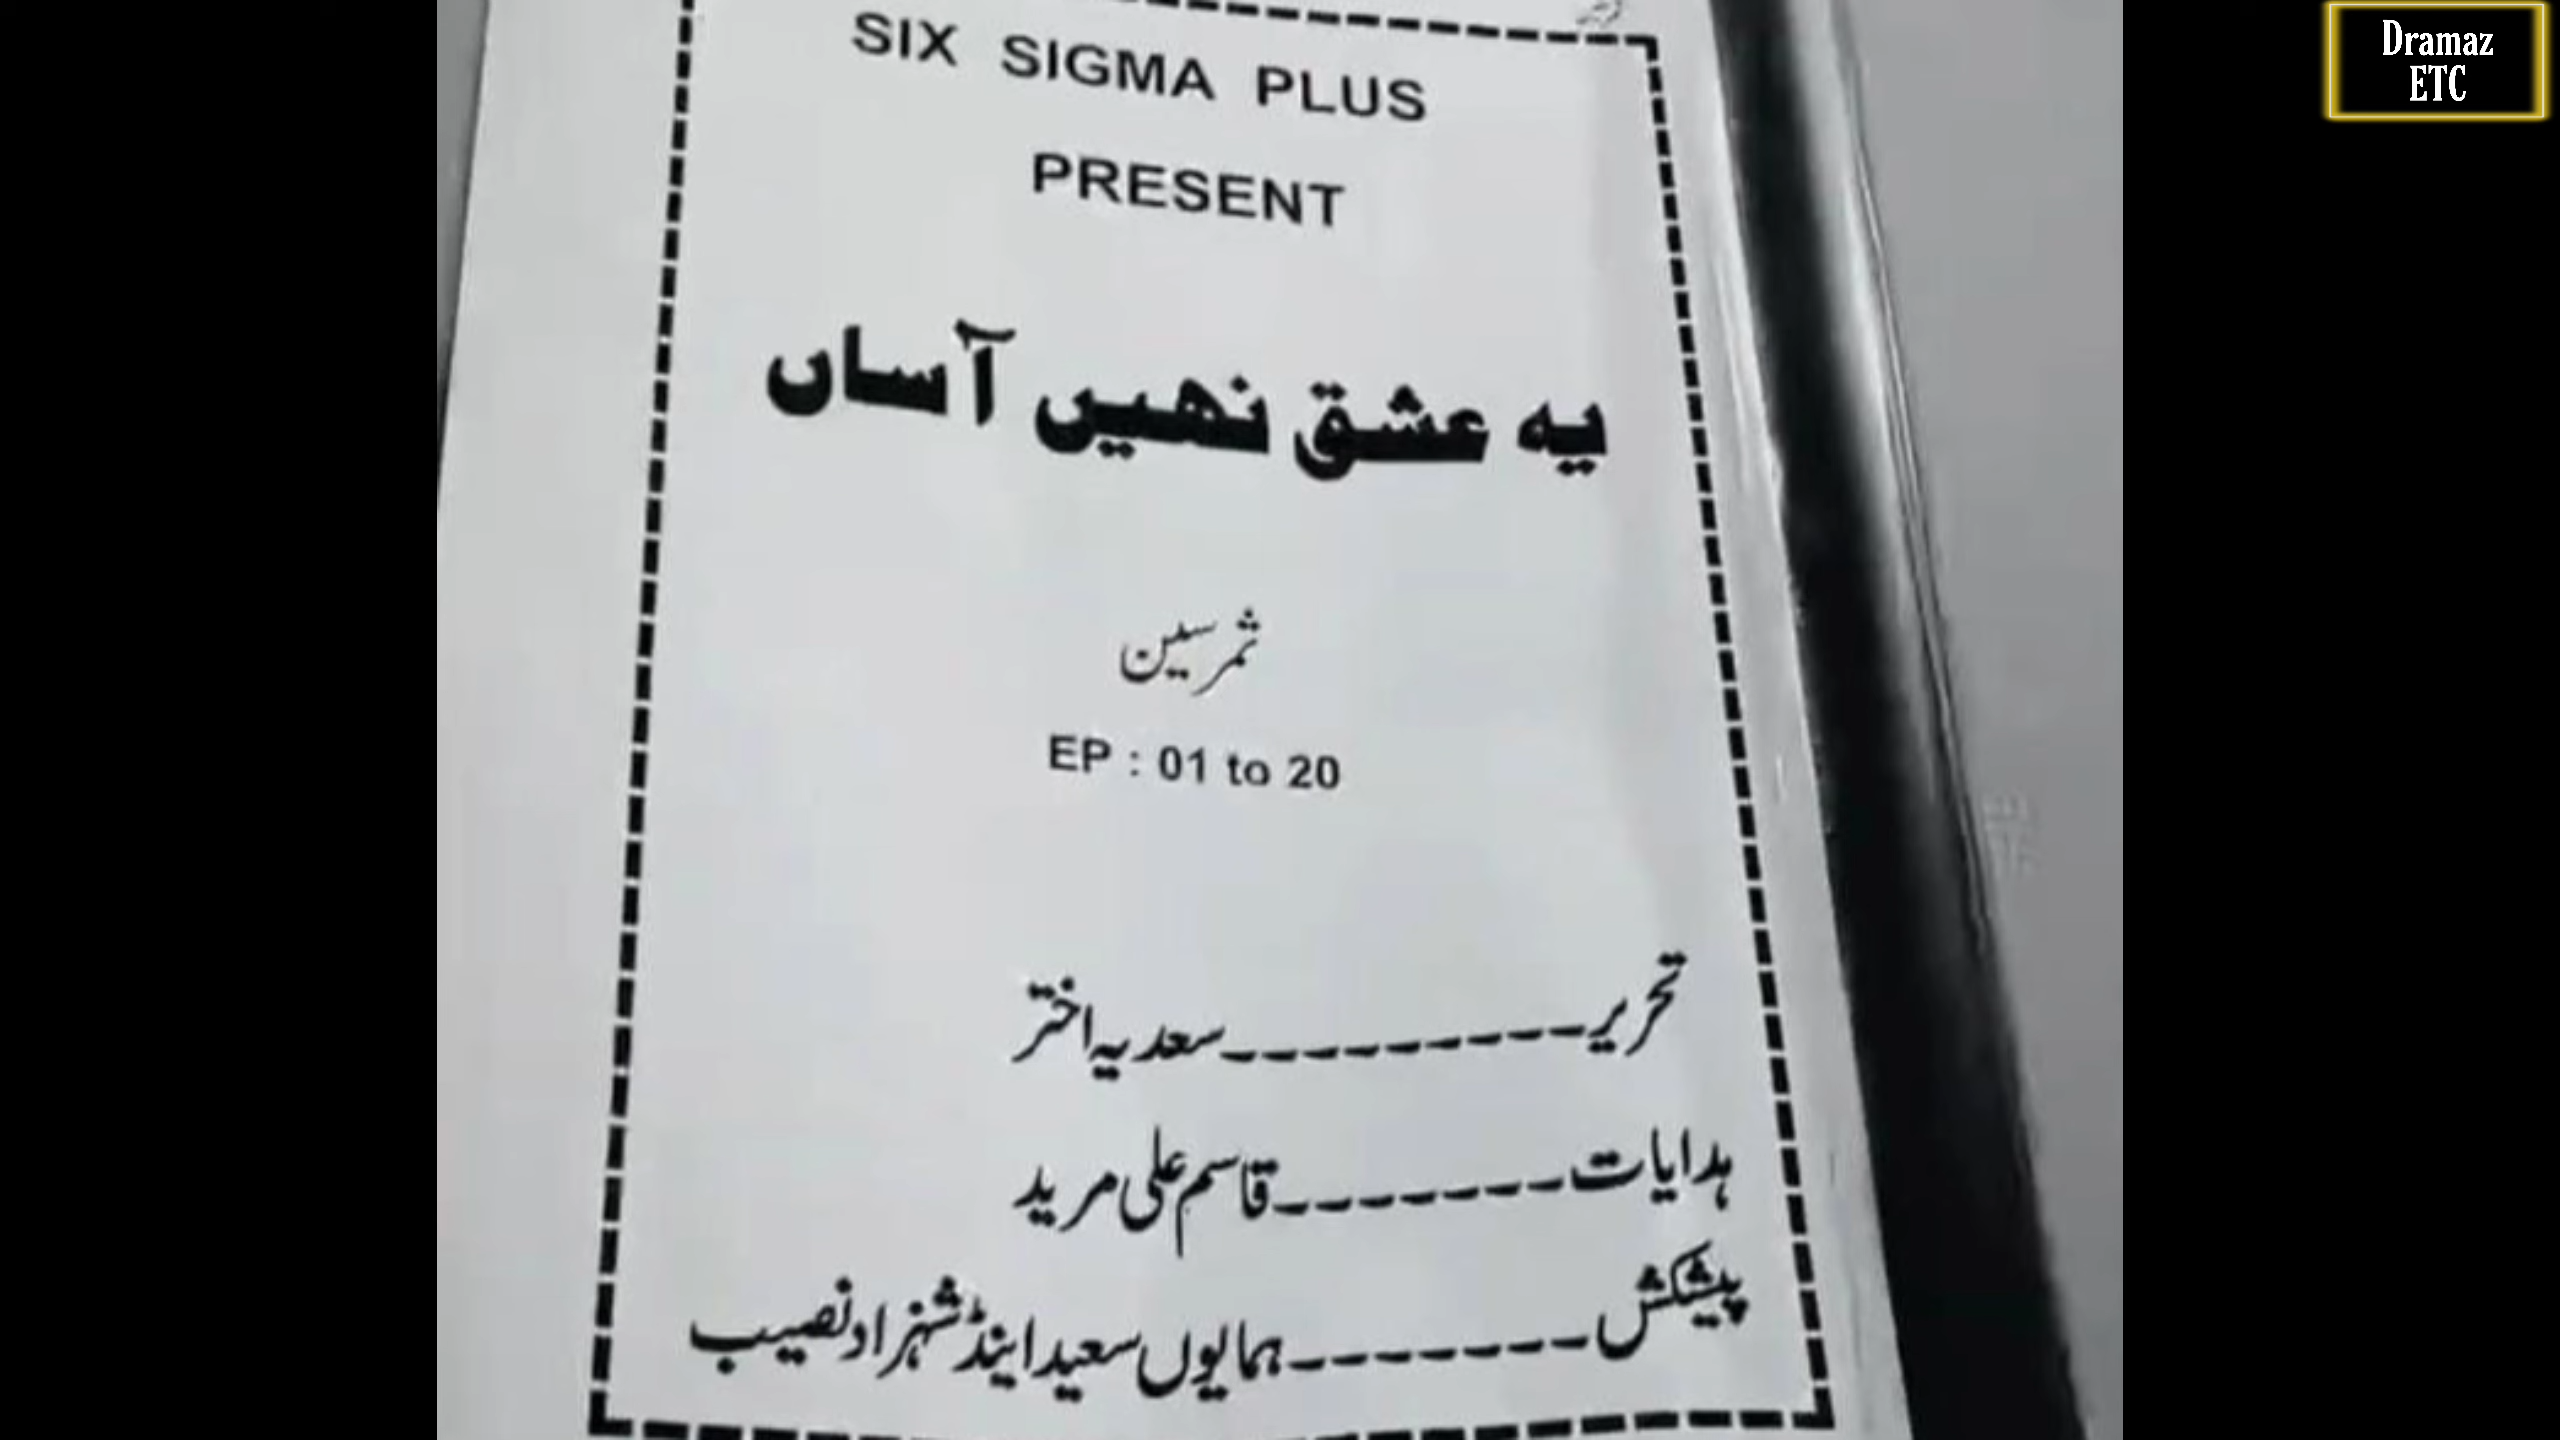 SIX SIGMA PLUS
PRESENT
یہ عشق نھیں آساں
ثمر سین
EP : 01 to 20
تحریر----------سعدیہ اختر
ہدایات--------قاسم علی مرید
پیشکش--------ہمایوں سعید اینڈ شہزاد نصیب
Dramaz
ETC